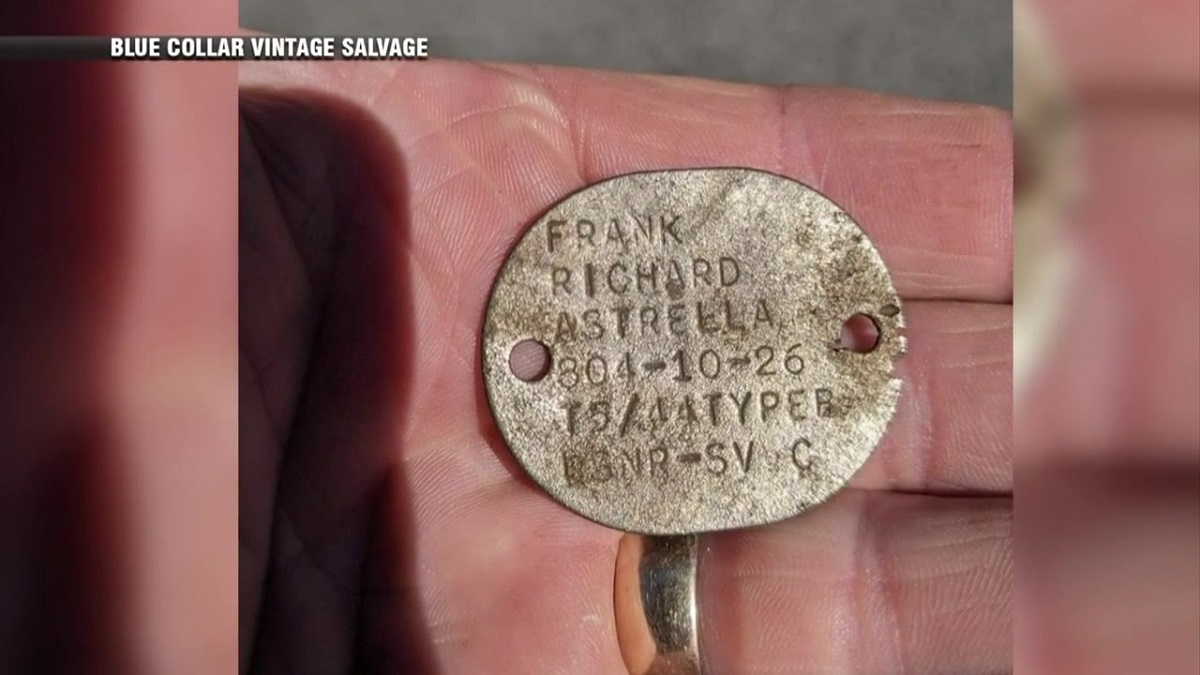 BLUE COLLAR VINTAGE SALVAGE
FRANK
RICHARD
ASTRELLA
804-10-26
T5/44TYPEB
USNR-SV C